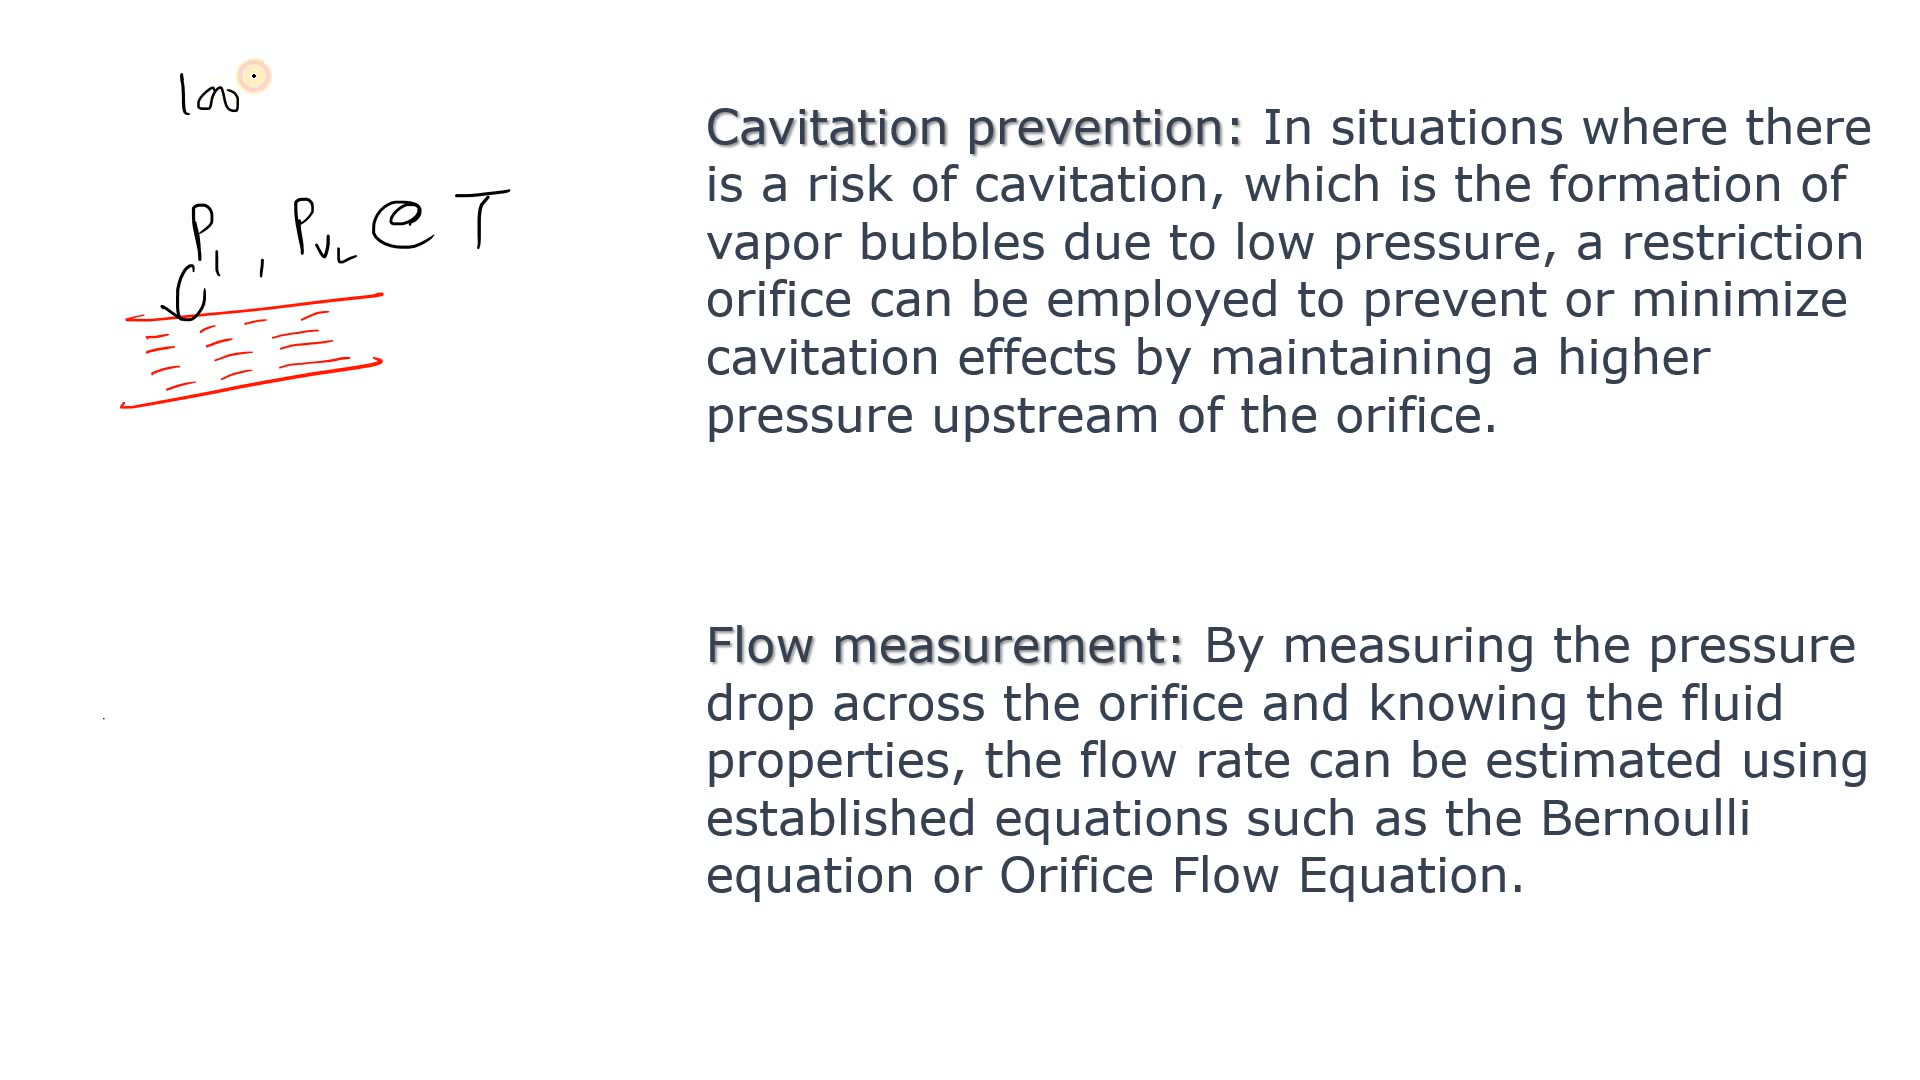 100
P1, PvL @ T
Cavitation prevention: In situations where there
is a risk of cavitation, which is the formation of
vapor bubbles due to low pressure, a restriction
orifice can be employed to prevent or minimize
cavitation effects by maintaining a higher
pressure upstream of the orifice.
Flow measurement: By measuring the pressure
drop across the orifice and knowing the fluid
properties, the flow rate can be estimated using
established equations such as the Bernoulli
equation or Orifice Flow Equation.